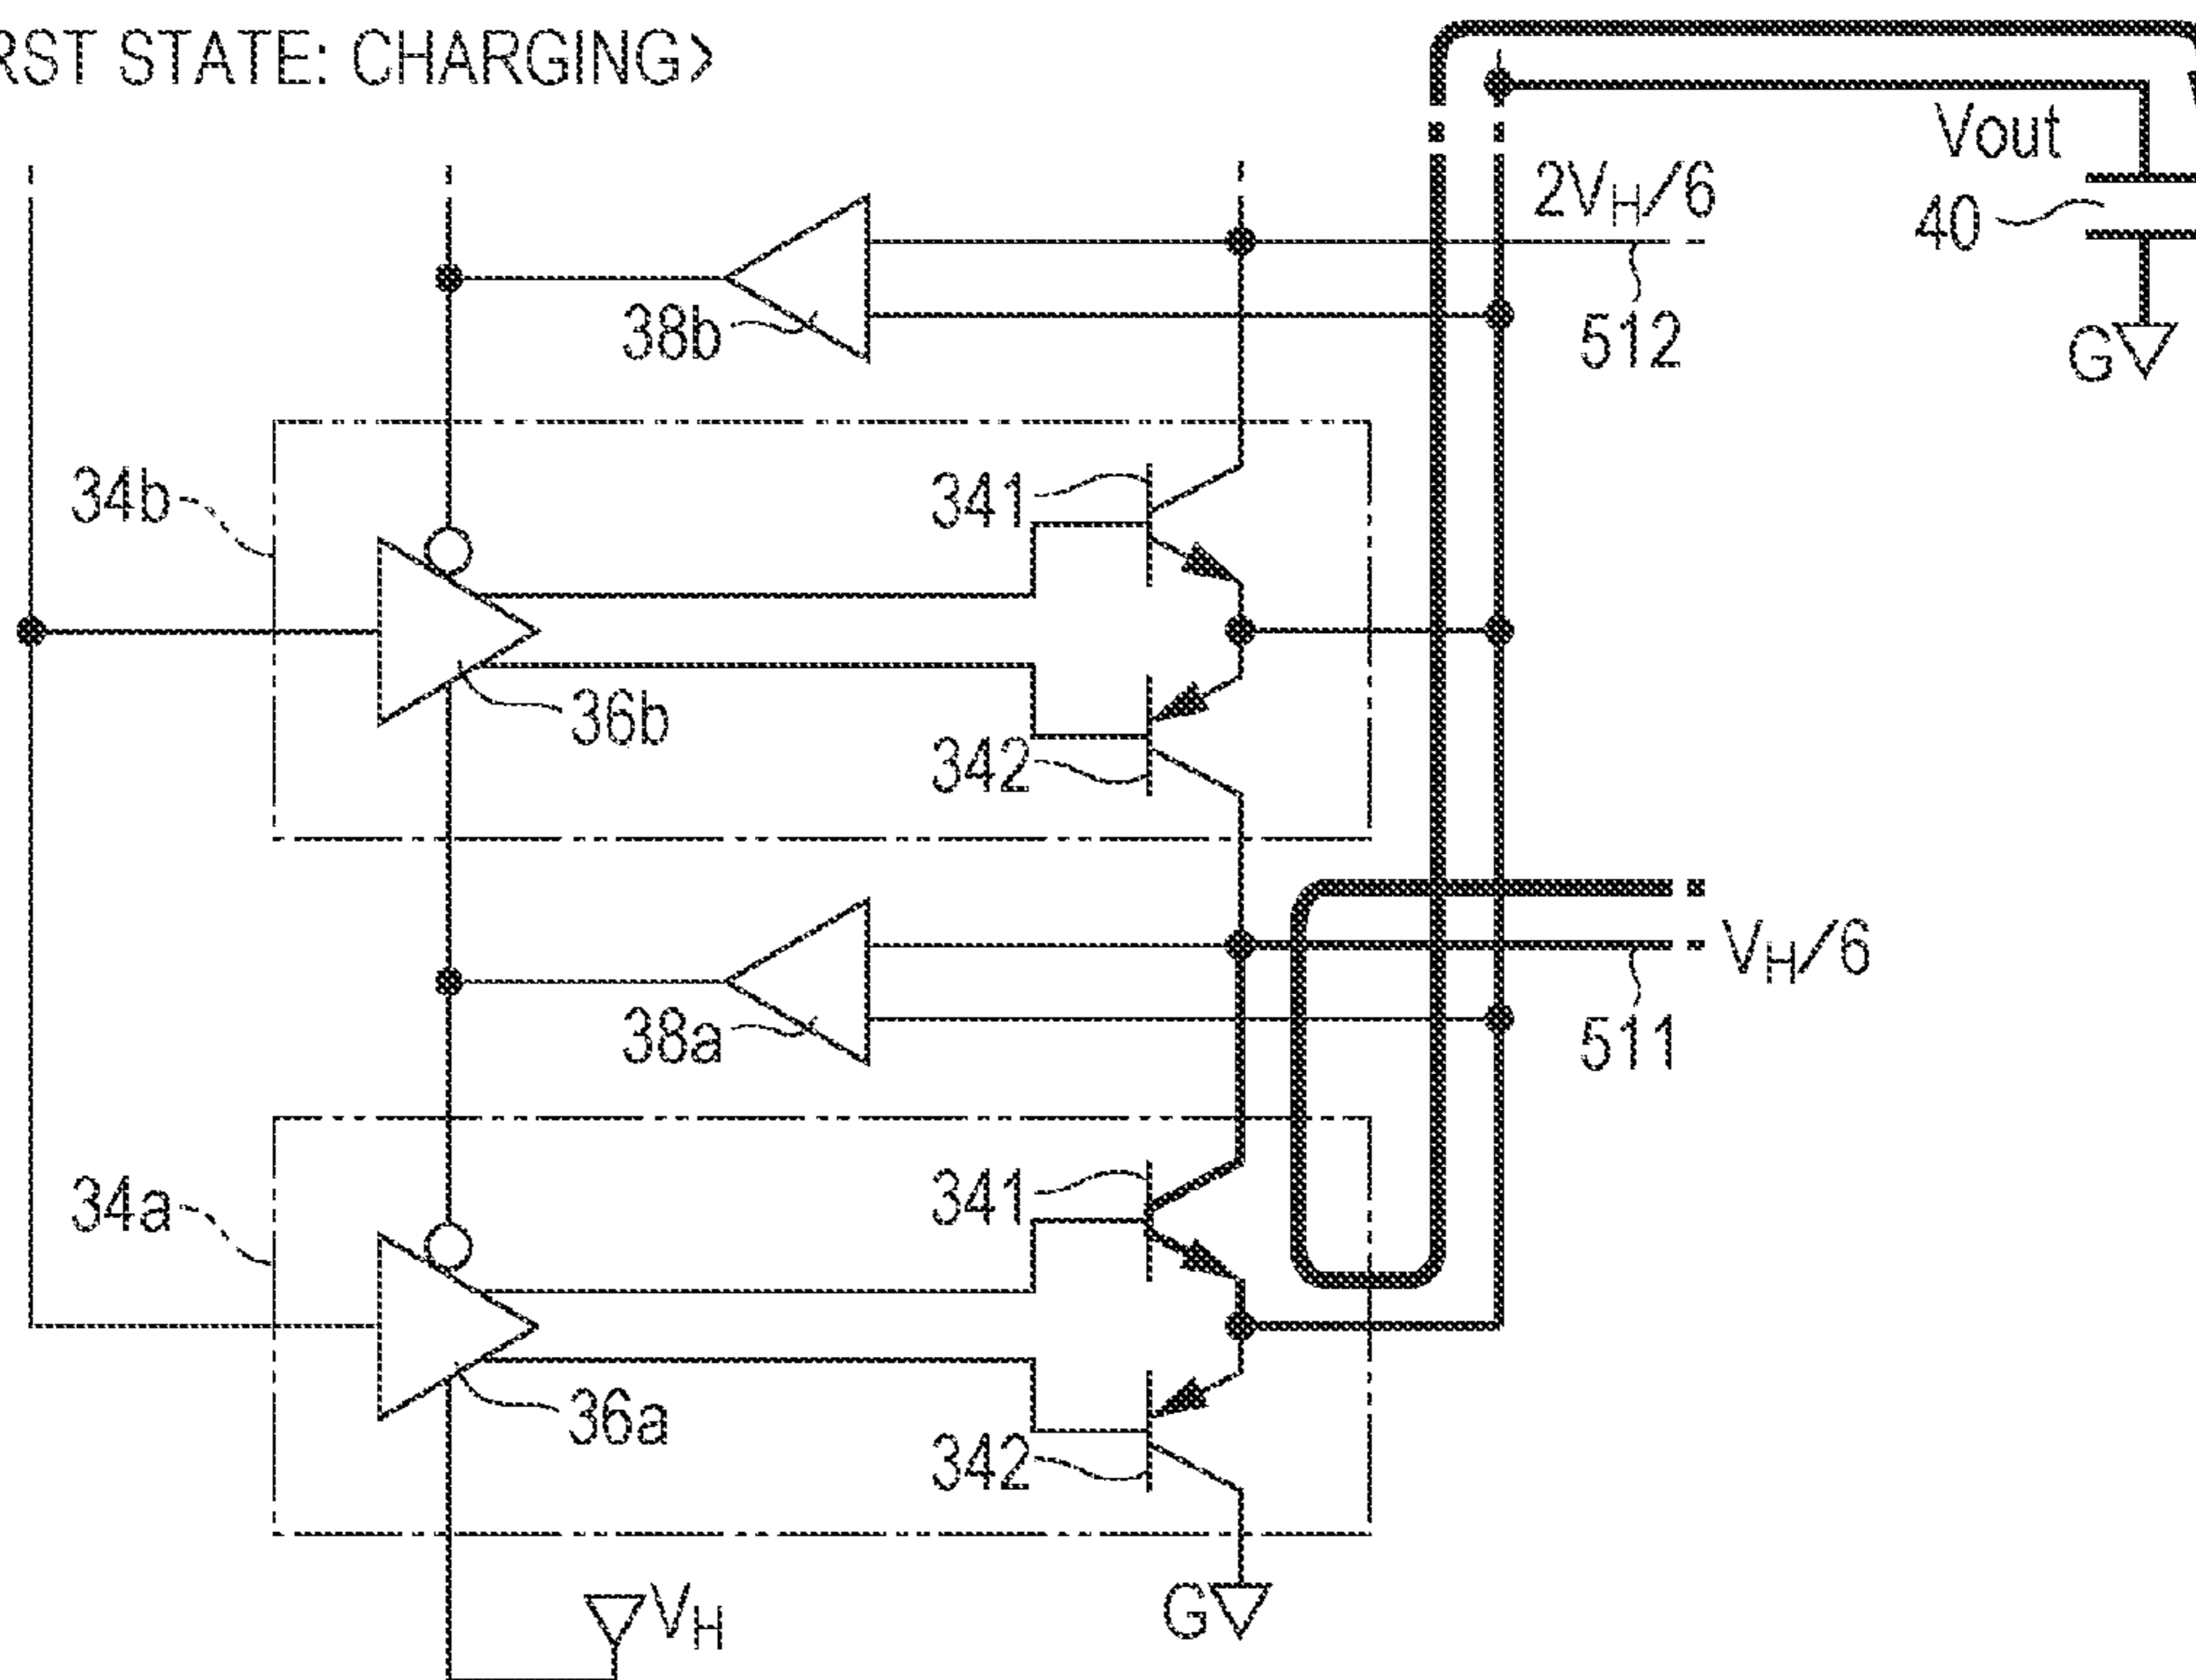 RST STATE: CHARGING>
Vout
2VH/6
40
38b
512
G
34b
341
36b
342
VH/6
38a
511
34a
341
36a
342
VH
G